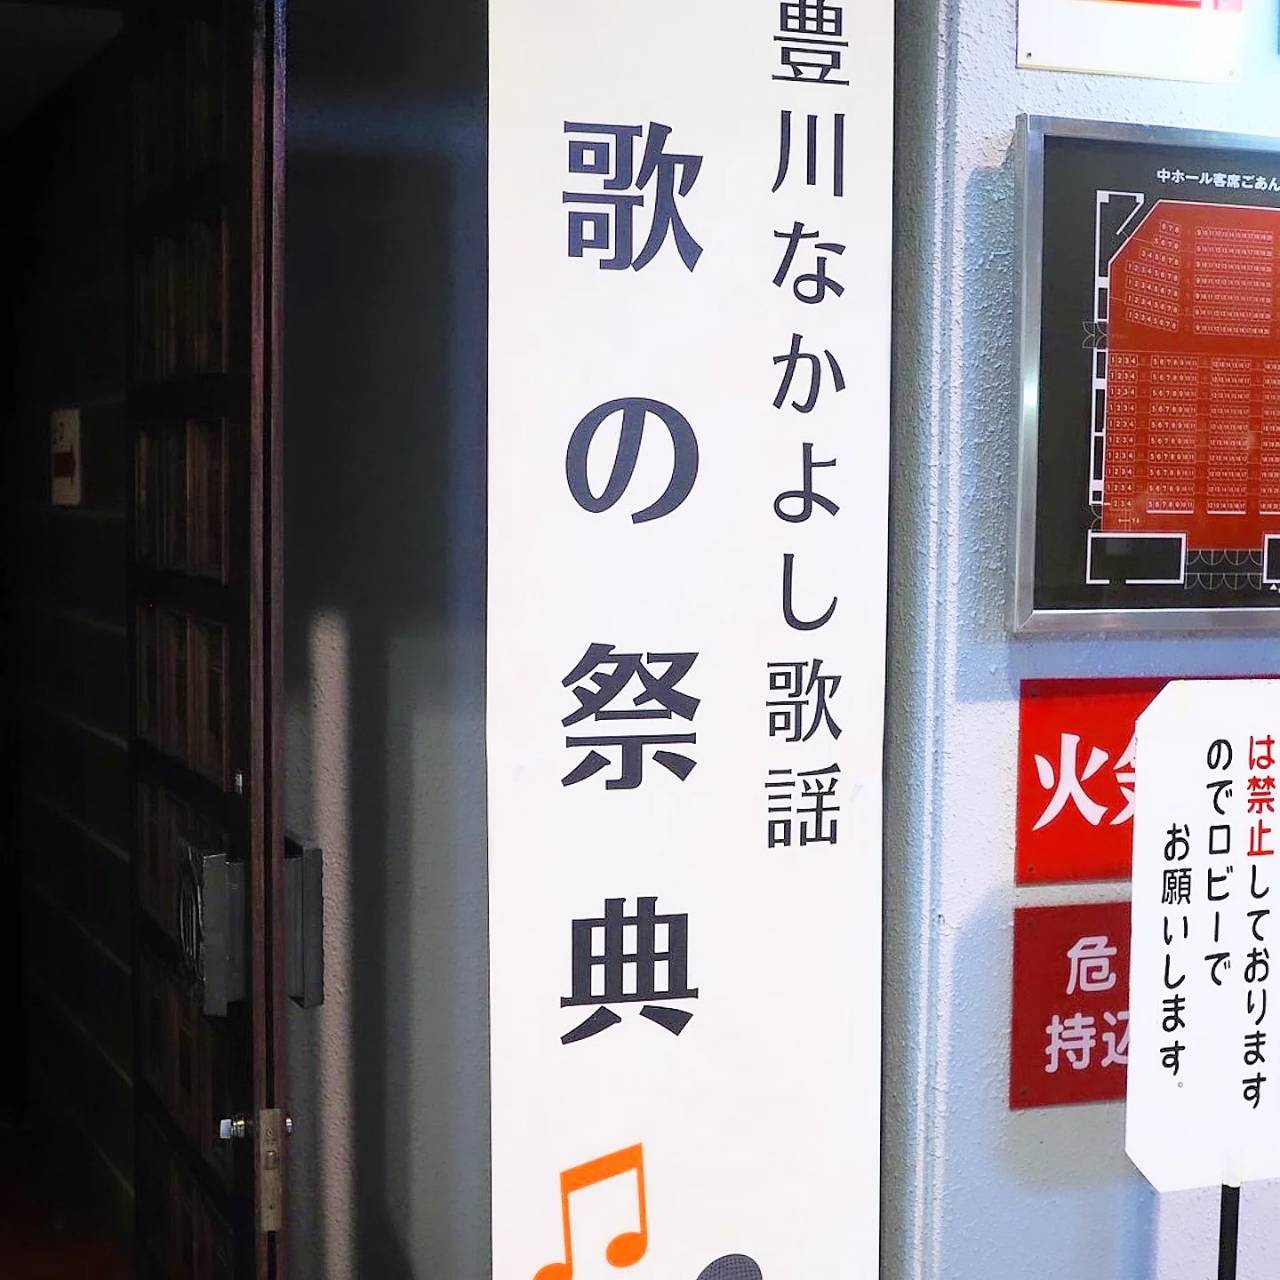 豊川なかよし歌謡
歌の祭典
中ホール客席ごあん
火気
危
持込
は禁止しております
のでロビーで
お願いします。